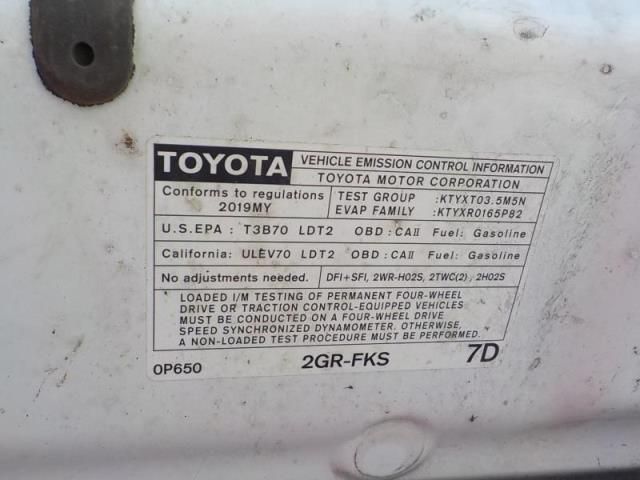 TOYOTA
VEHICLE EMISSION CONTROL INFORMATION
TOYOTA MOTOR CORPORATION
Conforms to regulations
2019MY
TEST GROUP :KTYXT03.5M5N
EVAP FAMILY :KTYXR0165P82
U.S.EPA : T3B70 LDT2 OBD : CAII Fuel: Gasoline
California: ULEV70 LDT2 OBD : CAII Fuel: Gasoline
No adjustments needed. DFI+SFI, 2WR-HO2S, 2TWC(2), 2HO2S
LOADED I/M TESTING OF PERMANENT FOUR-WHEEL
DRIVE OR TRACTION CONTROL-EQUIPPED VEHICLES
MUST BE CONDUCTED ON A FOUR-WHEEL DRIVE
SPEED SYNCHRONIZED DYNAMOMETER. OTHERWISE,
A NON-LOADED TEST PROCEDURE MUST BE PERFORMED.
0P650 2GR-FKS 7D